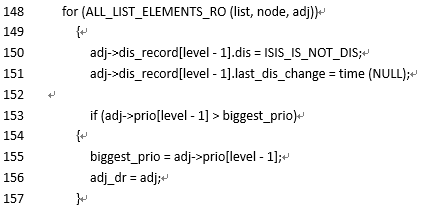 148 for (ALL_LIST_ELEMENTS_RO (list, node, adj))↵
149 {↵
150 adj->dis_record[level - 1].dis = ISIS_IS_NOT_DIS;↵
151 adj->dis_record[level - 1].last_dis_change = time (NULL);↵
152 ↵
153 if (adj->prio[level - 1] > biggest_prio)↵
154 {↵
155 biggest_prio = adj->prio[level - 1];↵
156 adj_dr = adj;↵
157 }↵